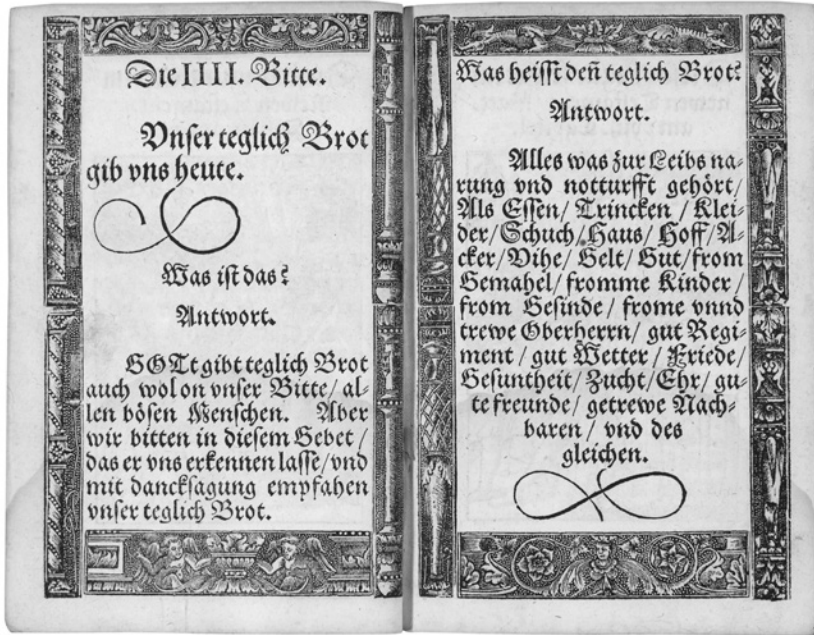 Die IIII. Bitte.
Vnser teglich Brot
gib vns heute.
Was ist das?
Antwort.
GOTt gibt teglich Brot
auch wol on vnser Bitte/ al-
len bösen Menschen. Aber
wir bitten in diesem Gebet /
das er vns erkennen lasse/ vnd
mit dancksagung empfahen
vnser teglich Brot.
Was heisst deñ teglich Brot?
Antwort.
Alles was zur Leibs na-
rung vnd notturfft gehört/
Als Essen/ Trincken / Klei-
der/ Schuch/ Haus/ Hoff/ A-
cker/ Vihe/ Gelt/ Gut/ from
Gemahel/ fromme Kinder/
from Gesinde/ frome vnnd
trewe Oberherrn/ gut Regi-
ment / gut Wetter / Friede/
Gesuntheit/ Zucht/ Ehr/ gu-
te freunde/ getrewe Nach-
baren / vnd des
gleichen.